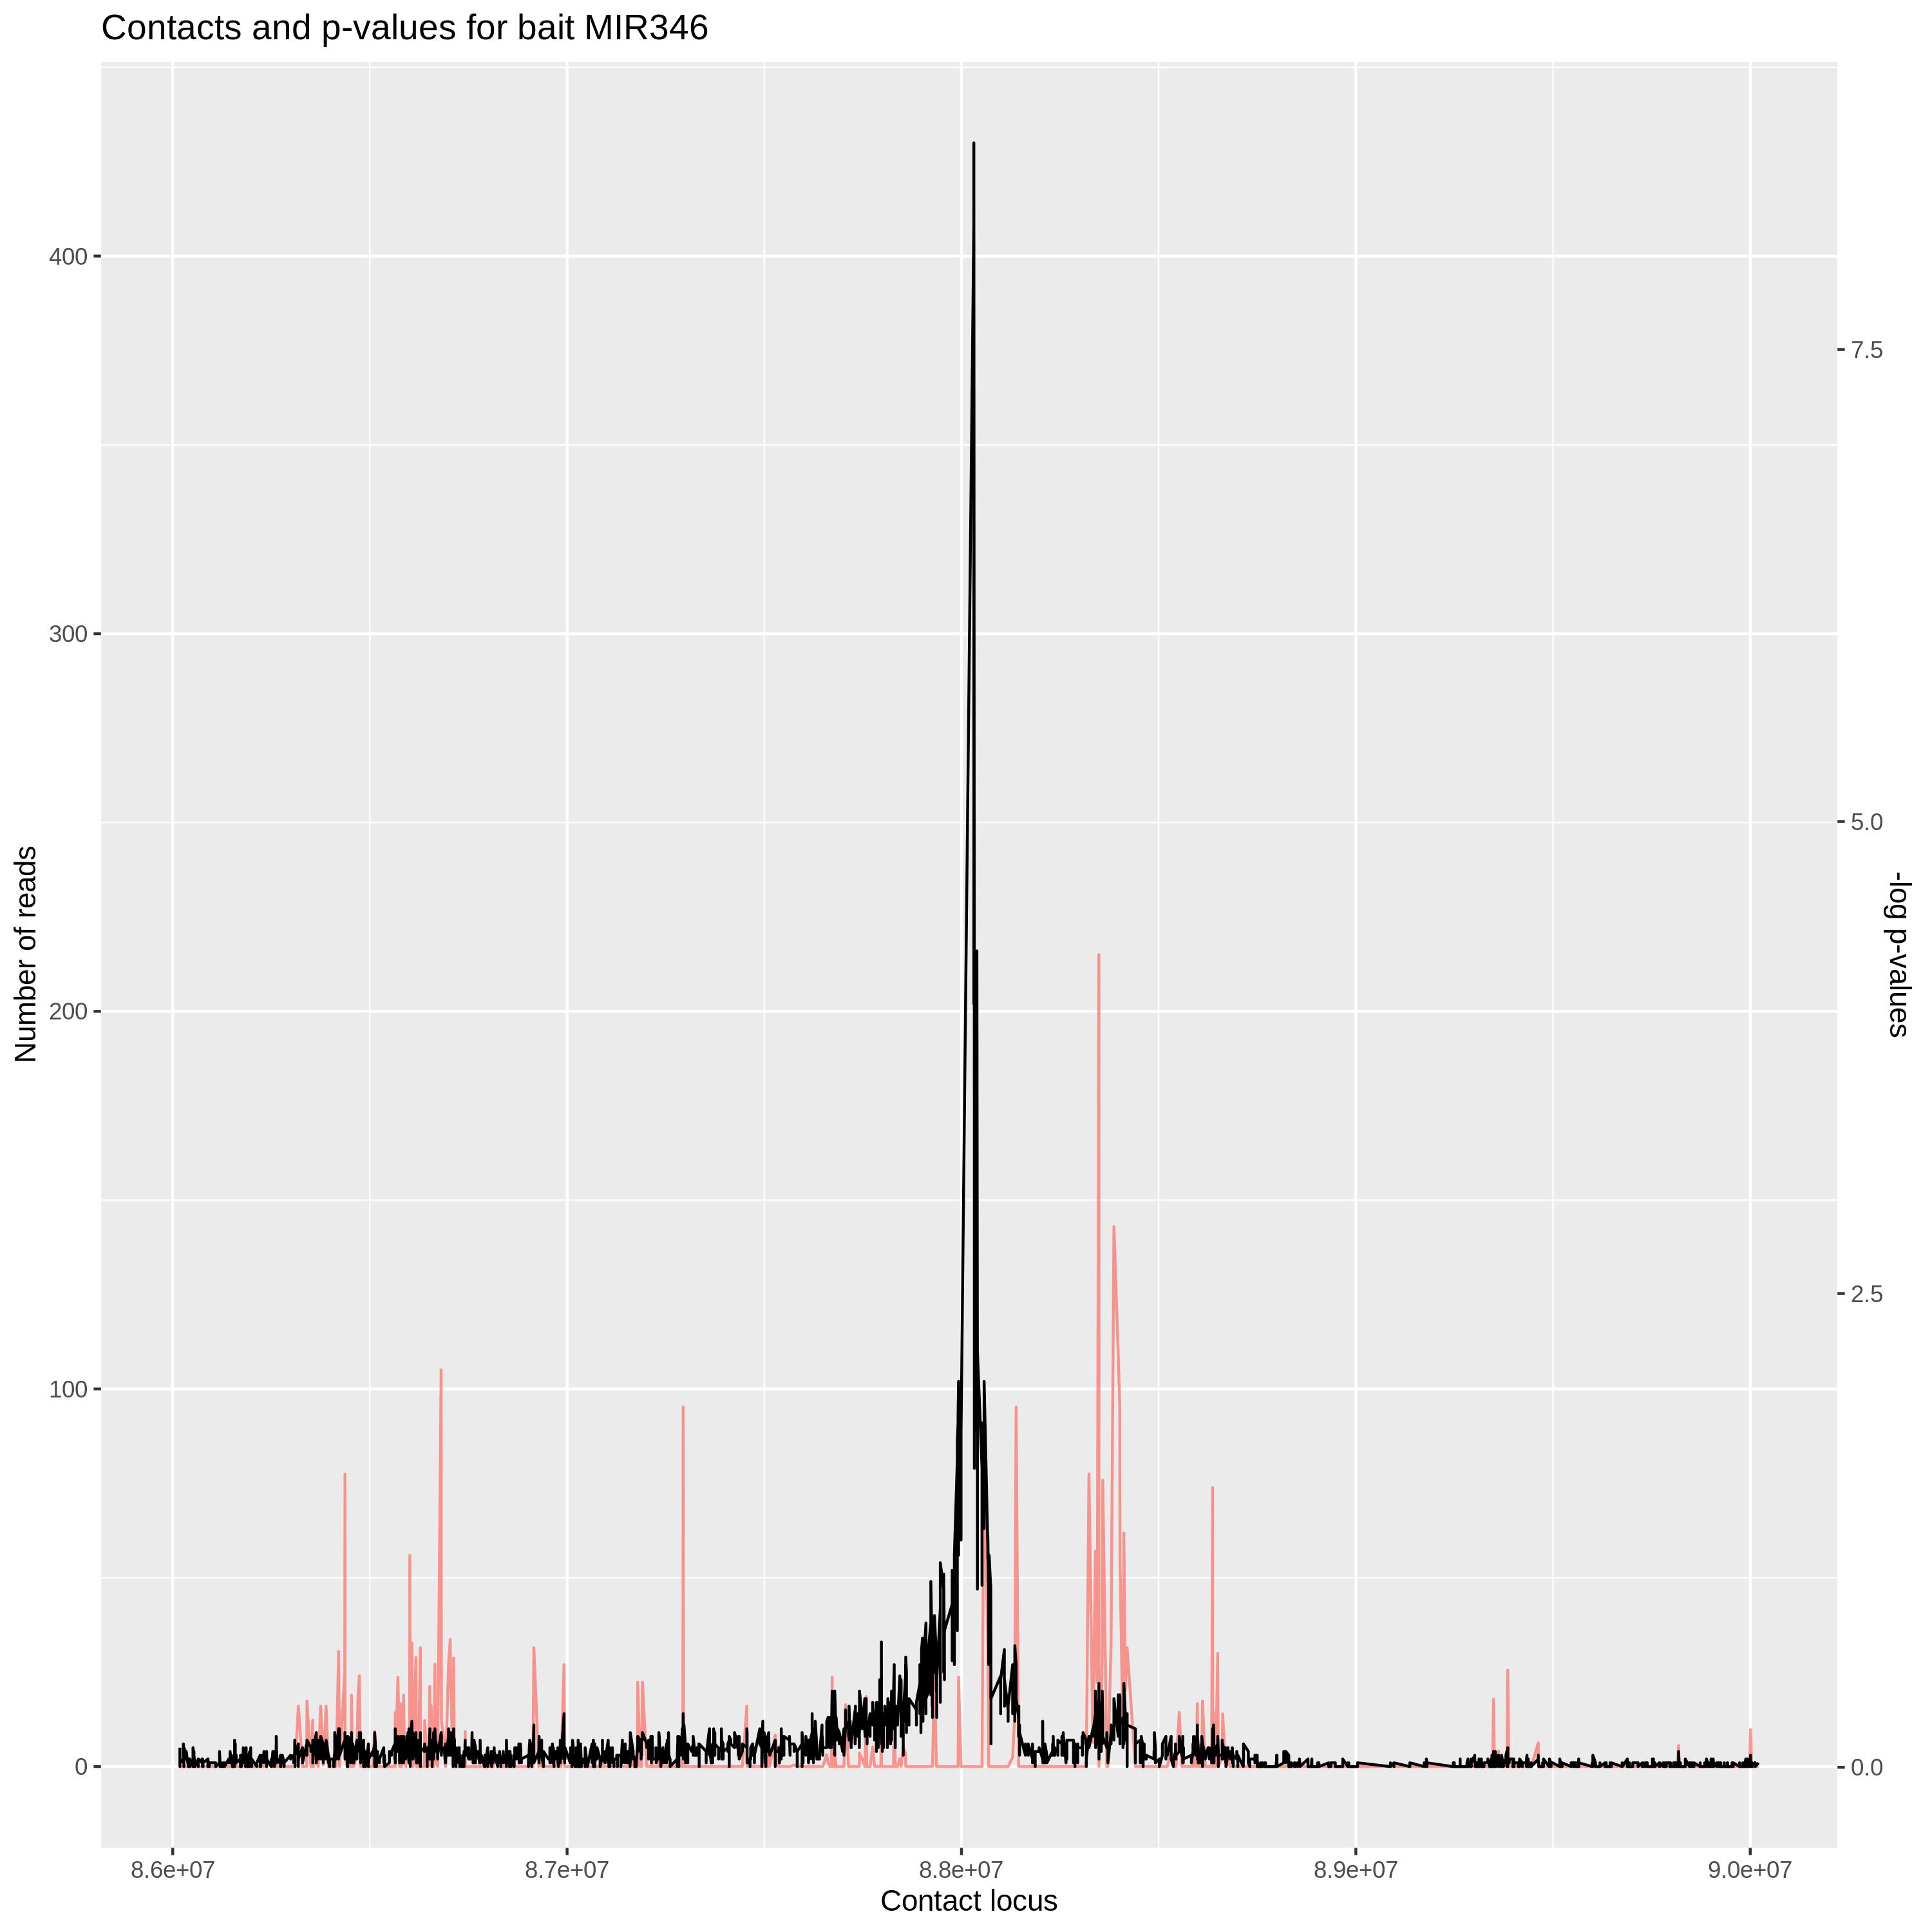 Contacts and p-values for bait MIR346
400
300
200
100
0
Number of reads
7.5
5.0
2.5
0.0
-log p-values
8.6e+07 8.7e+07 8.8e+07 8.9e+07 9.0e+07
Contact locus